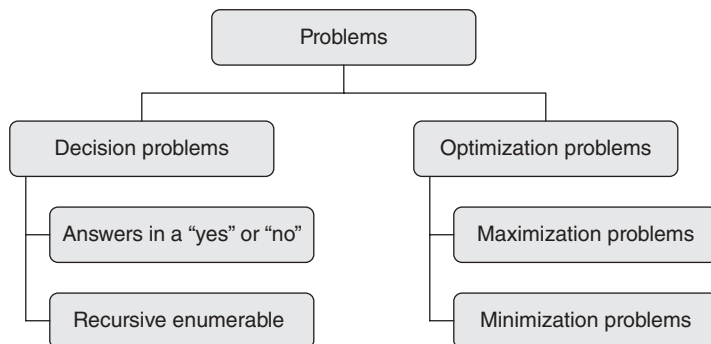 Problems
Decision problems
Optimization problems
Answers in a “yes” or “no”
Maximization problems
Recursive enumerable
Minimization problems